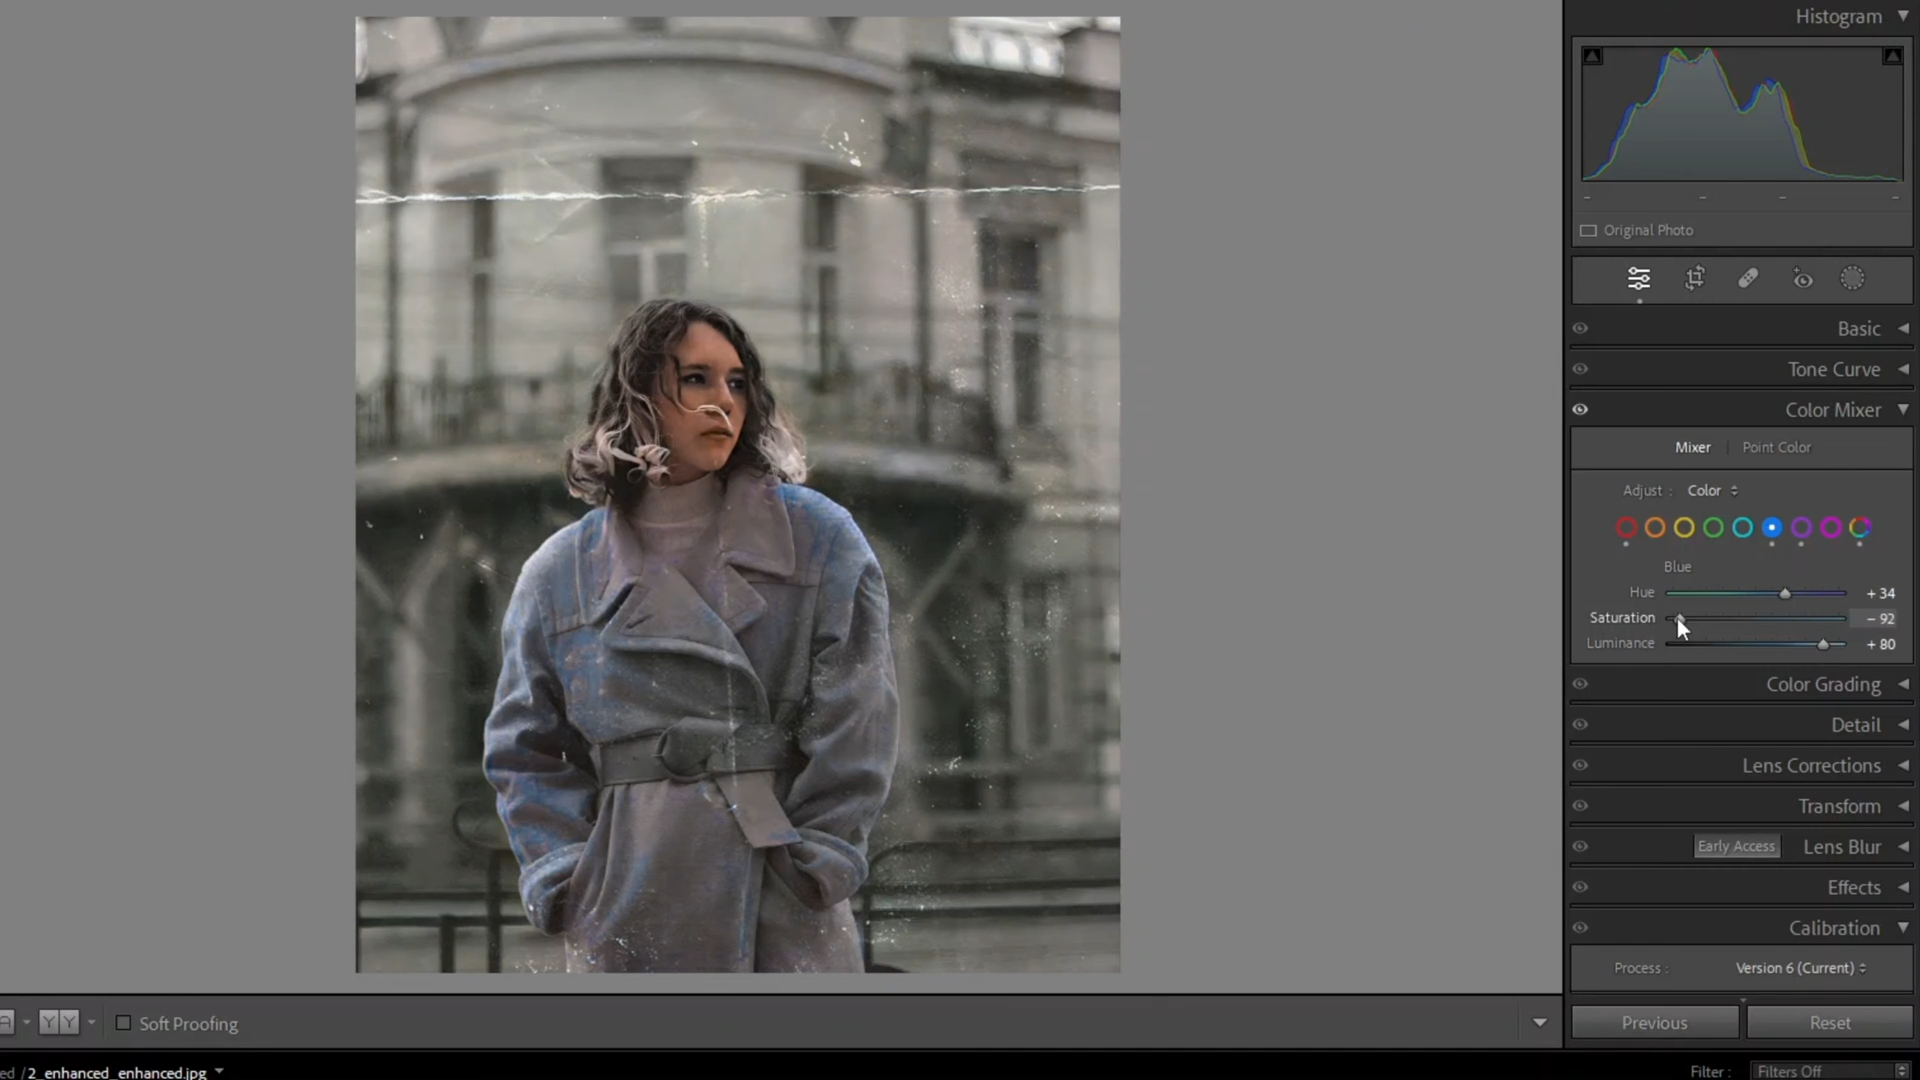 Histogram
Original Photo
Basic
Tone Curve
Color Mixer
Mixer | Point Color
Adjust : Color
Blue
Hue + 34
Saturation – 92
Luminance + 80
Color Grading
Detail
Lens Corrections
Transform
Early Access Lens Blur
Effects
Calibration
Process : Version 6 (Current)
Previous Reset
A YY Soft Proofing
ed / 2_enhanced_enhanced.jpg Filter : Filters Off